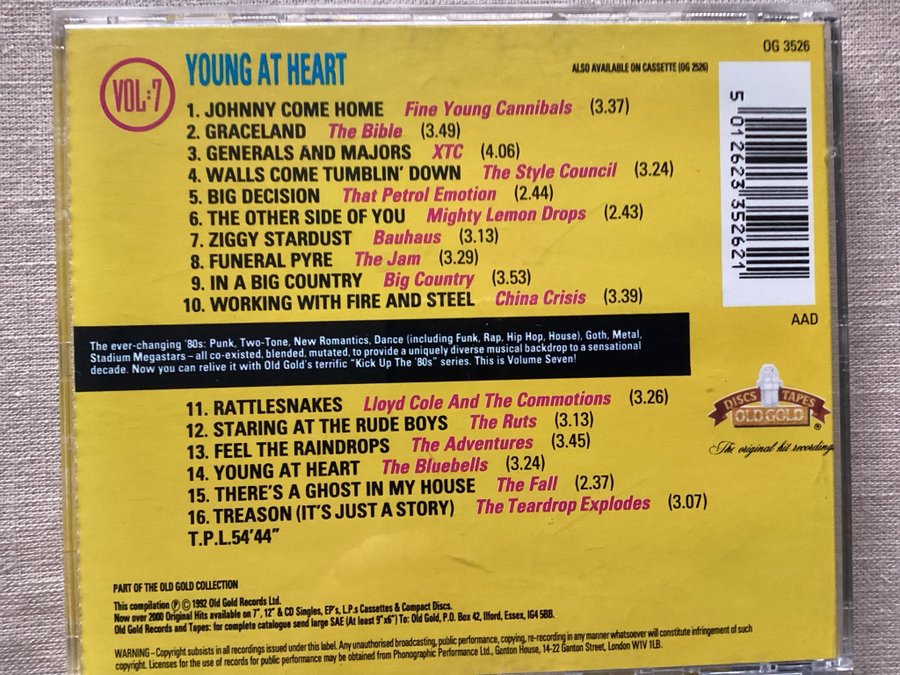 OG 3526
VOL:7
YOUNG AT HEART
ALSO AVAILABLE ON CASSETTE (OG 2526)
1. JOHNNY COME HOME Fine Young Cannibals (3.37)
2. GRACELAND The Bible (3.49)
3. GENERALS AND MAJORS XTC (4.06)
4. WALLS COME TUMBLIN' DOWN The Style Council (3.24)
5. BIG DECISION That Petrol Emotion (2.44)
6. THE OTHER SIDE OF YOU Mighty Lemon Drops (2.43)
7. ZIGGY STARDUST Bauhaus (3.13)
8. FUNERAL PYRE The Jam (3.29)
9. IN A BIG COUNTRY Big Country (3.53)
10. WORKING WITH FIRE AND STEEL China Crisis (3.39)
5 012623 352621
AAD
The ever-changing '80s: Punk, Two-Tone, New Romantics, Dance (including Funk, Rap, Hip Hop, House), Goth, Metal,
Stadium Megastars – all co-existed, blended, mutated, to provide a uniquely diverse musical backdrop to a sensational
decade. Now you can relive it with Old Gold's terrific "Kick Up The '80s" series. This is Volume Seven!
11. RATTLESNAKES Lloyd Cole And The Commotions (3.26)
12. STARING AT THE RUDE BOYS The Ruts (3.13)
13. FEEL THE RAINDROPS The Adventures (3.45)
14. YOUNG AT HEART The Bluebells (3.24)
15. THERE'S A GHOST IN MY HOUSE The Fall (2.37)
16. TREASON (IT'S JUST A STORY) The Teardrop Explodes (3.07)
T.P.L.54'44"
DISCS TAPES
OLD GOLD ®
The original hit recordings
PART OF THE OLD GOLD COLLECTION
This compilation ℗ © 1992 Old Gold Records Ltd.
Now over 2000 Original Hits available on 7", 12" & CD Singles, EP's, L.P.s Cassettes & Compact Discs.
Old Gold Records and Tapes: for complete catalogue send large SAE (At least 9"x6") To: Old Gold, P.O. Box 42, Ilford, Essex, IG4 5BB.
WARNING – Copyright subsists in all recordings issued under this label. Any unauthorised broadcasting, public performance, copying, re-recording in any manner whatsoever will constitute infringement of such
copyright. Licenses for the use of records for public performance may be obtained from Phonographic Performance Ltd., Ganton House, 14-22 Ganton Street, London W1V 1LB.